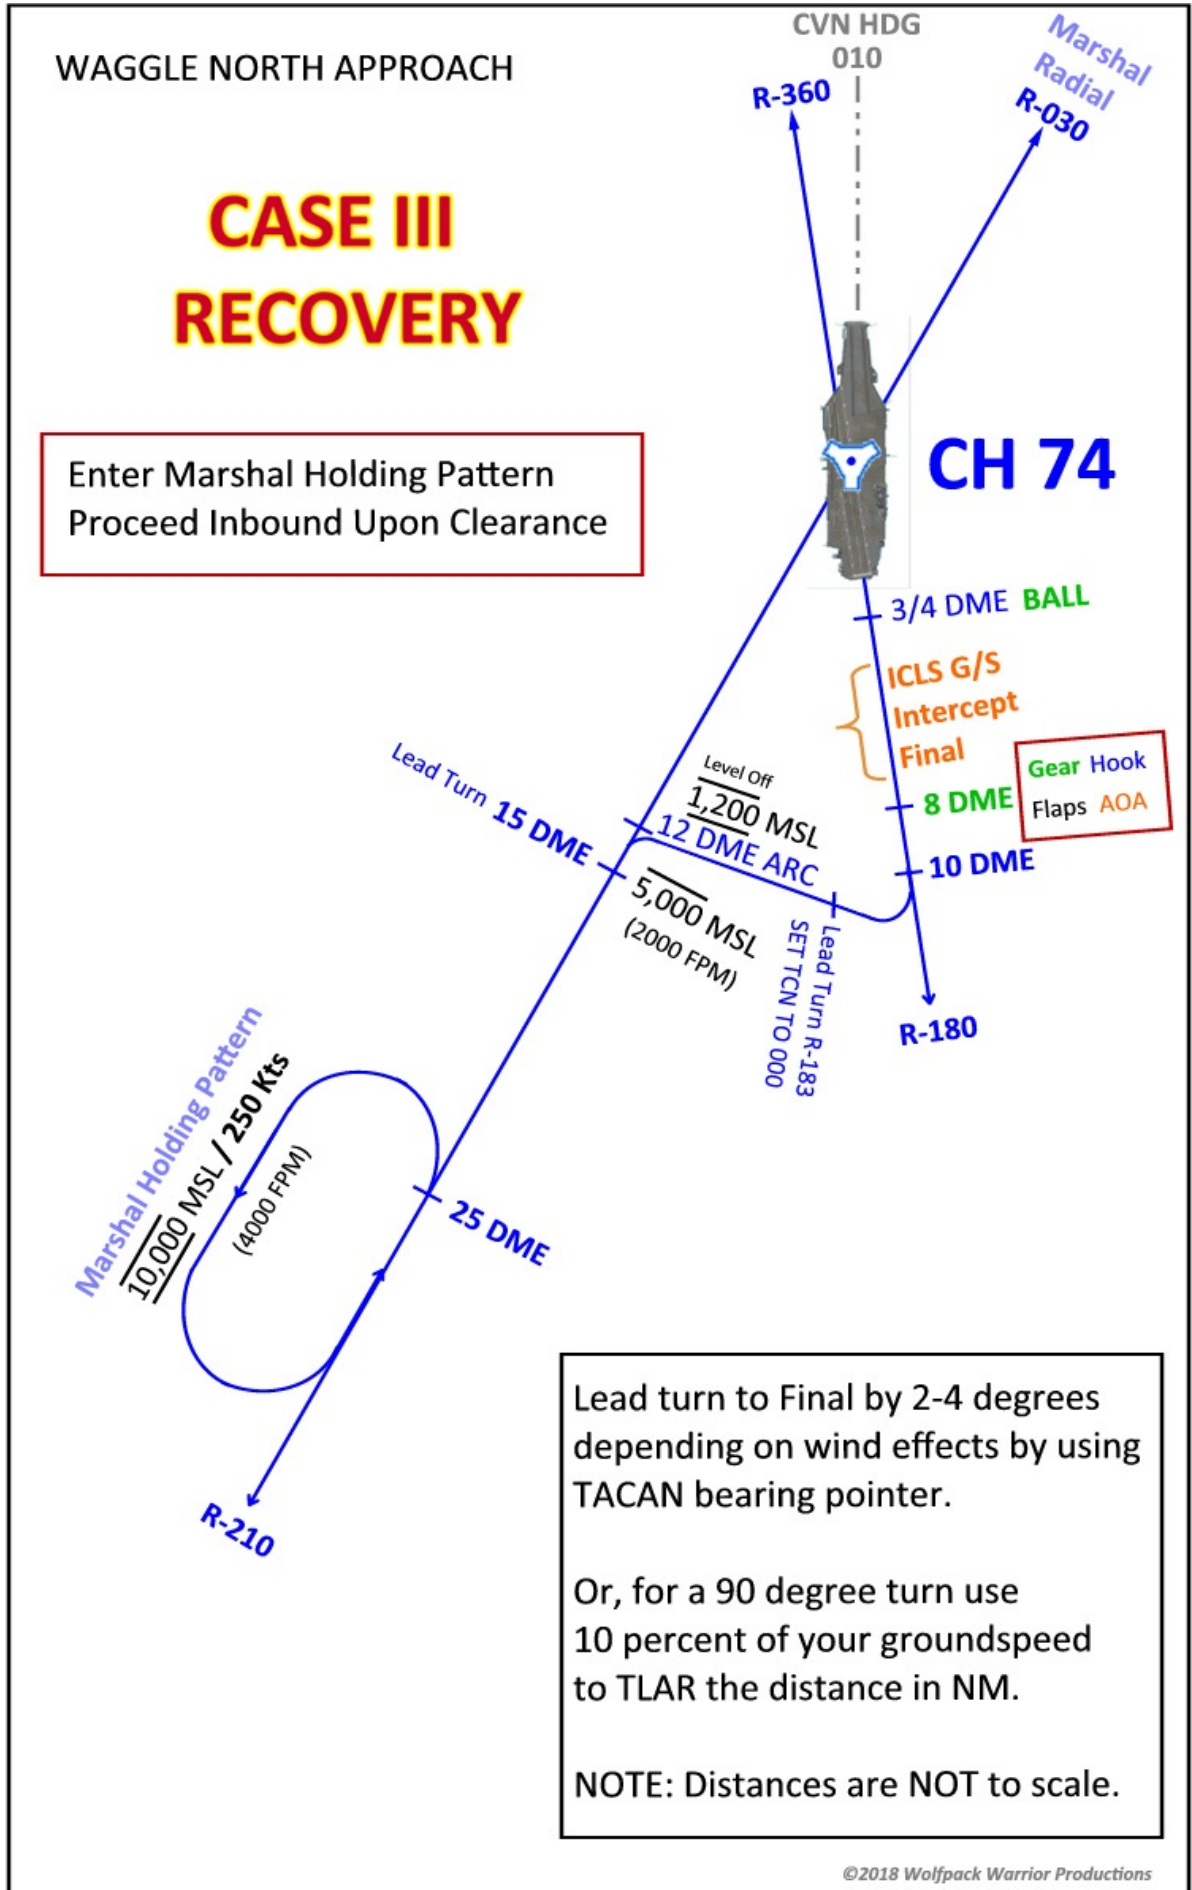 WAGGLE NORTH APPROACH
CVN HDG
010
Marshal
Radial
R-030
R-360
CASE III
RECOVERY
Enter Marshal Holding Pattern
Proceed Inbound Upon Clearance
CH 74
3/4 DME BALL
ICLS G/S
Intercept
Final
Gear Hook
Flaps AOA
8 DME
10 DME
Level Off
1,200 MSL
12 DME ARC
Lead Turn 15 DME
5,000 MSL
(2000 FPM)
Lead Turn R-183
SET TCN TO 000
R-180
Marshal Holding Pattern
10,000 MSL / 250 Kts
(4000 FPM)
25 DME
R-210
Lead turn to Final by 2-4 degrees
depending on wind effects by using
TACAN bearing pointer.
Or, for a 90 degree turn use
10 percent of your groundspeed
to TLAR the distance in NM.
NOTE: Distances are NOT to scale.
©2018 Wolfpack Warrior Productions